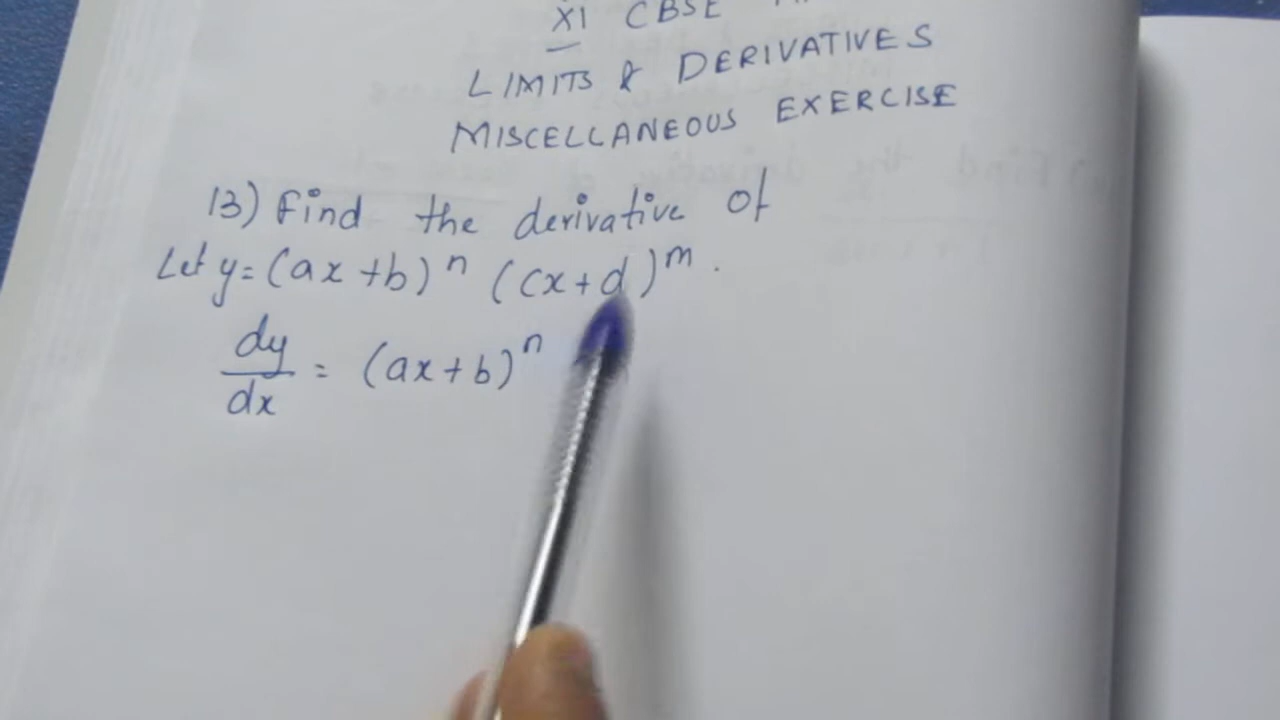 XI CBSE
LIMITS & DERIVATIVES
MISCELLANEOUS EXERCISE
13) Find the derivative of
Let y = (ax+b)^n (cx+d)^m .
dy/dx = (ax+b)^n